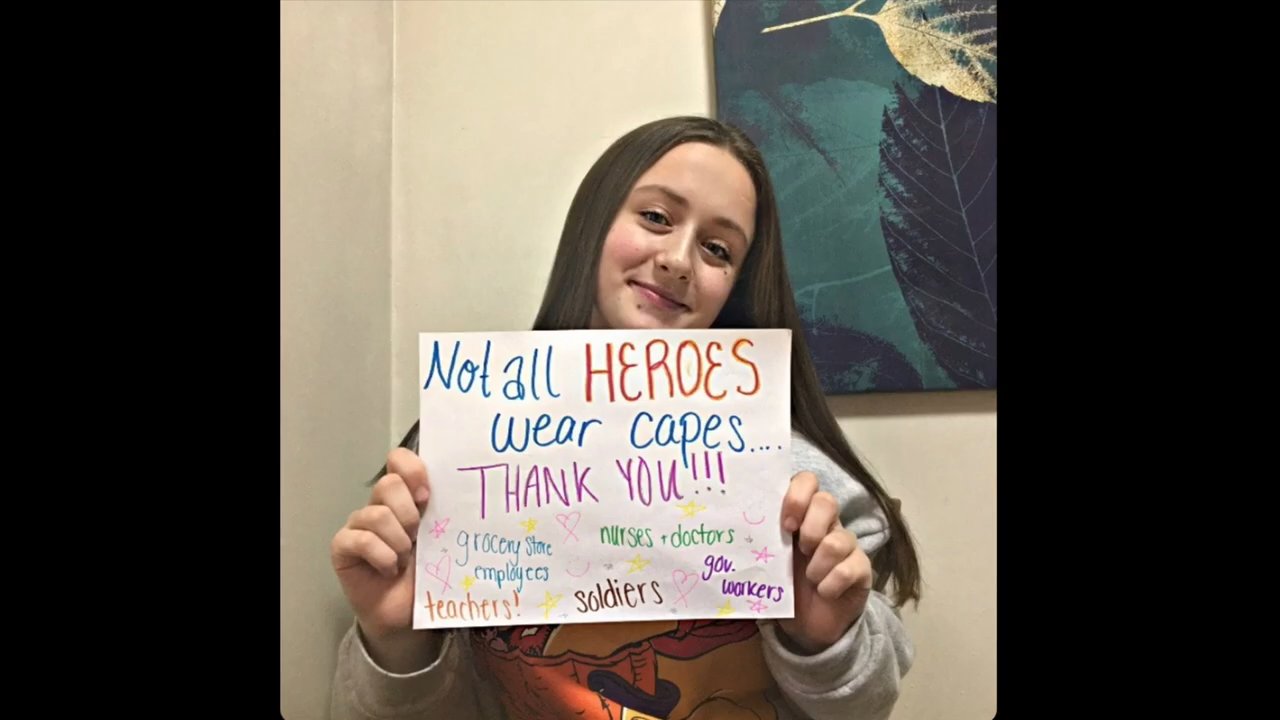 Not all HEROES
wear capes....
THANK YOU!!!
grocery store
employees
nurses + doctors
gov.
workers
teachers!
soldiers